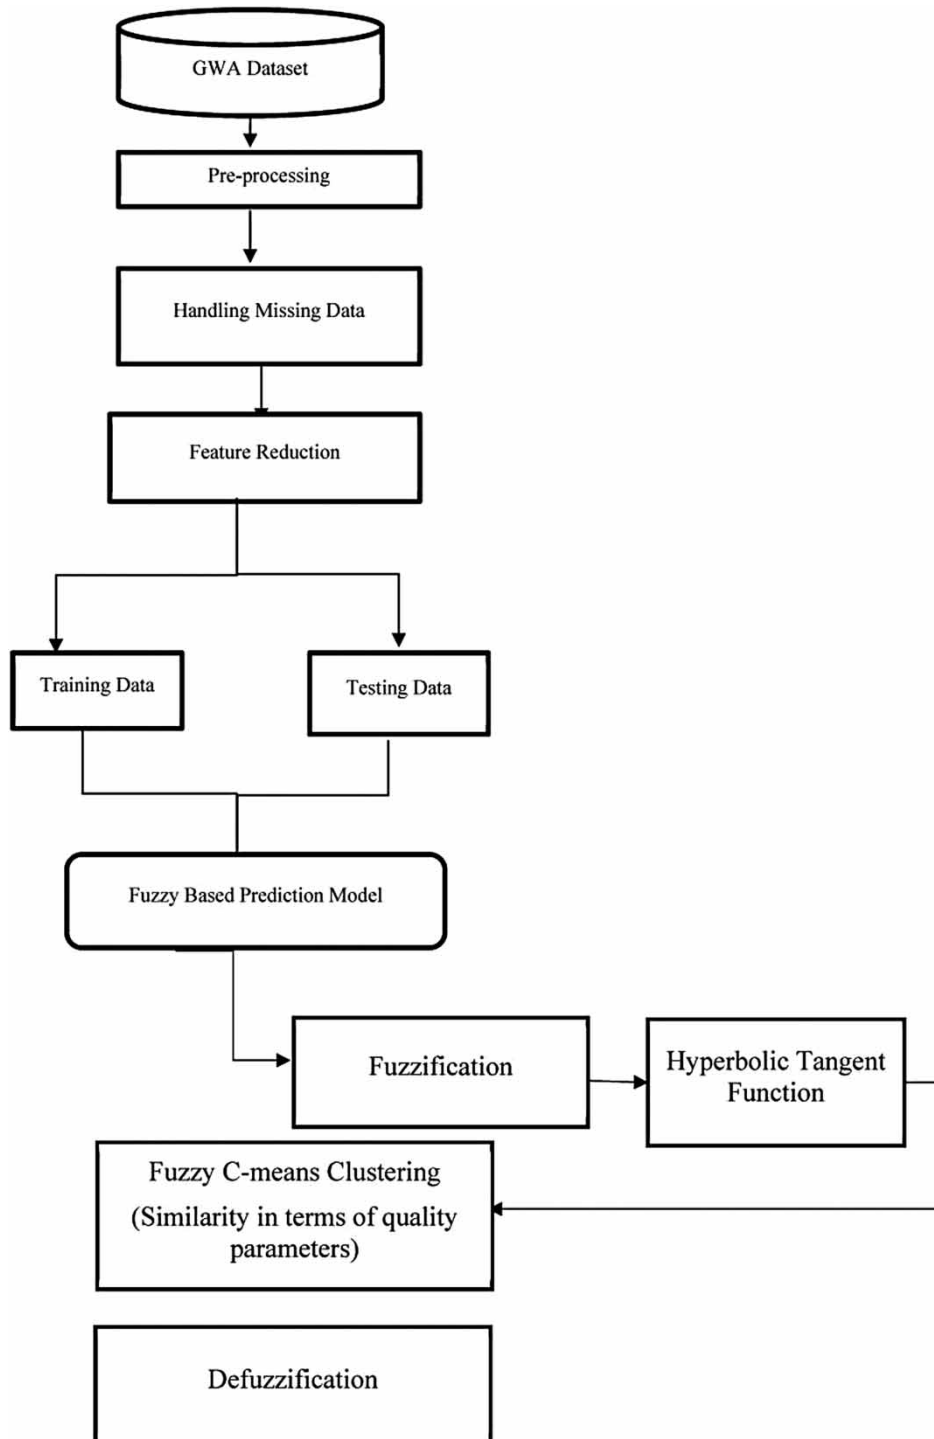 GWA Dataset
Pre-processing
Handling Missing Data
Feature Reduction
Training Data
Testing Data
Fuzzy Based Prediction Model
Fuzzification
Hyperbolic Tangent
Function
Fuzzy C-means Clustering
(Similarity in terms of quality
parameters)
Defuzzification